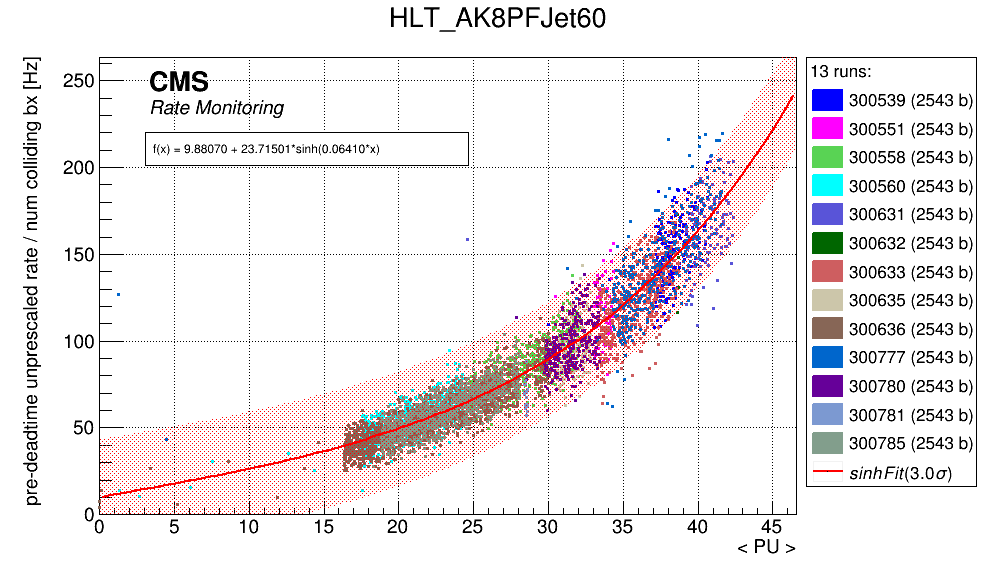 HLT_AK8PFJet60
pre-deadtime unprescaled rate / num colliding bx [Hz]
250
200
150
100
50
0
CMS
Rate Monitoring
f(x) = 9.88070 + 23.71501*sinh(0.06410*x)
0 5 10 15 20 25 30 35 40 45
< PU >
13 runs:
300539 (2543 b)
300551 (2543 b)
300558 (2543 b)
300560 (2543 b)
300631 (2543 b)
300632 (2543 b)
300633 (2543 b)
300635 (2543 b)
300636 (2543 b)
300777 (2543 b)
300780 (2543 b)
300781 (2543 b)
300785 (2543 b)
sinhFit(3.0σ)